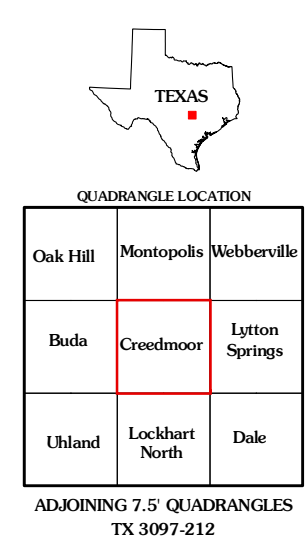 TEXAS
QUADRANGLE LOCATION
Oak Hill
Montopolis
Webberville
Buda
Creedmoor
Lytton
Springs
Uhland
Lockhart
North
Dale
ADJOINING 7.5' QUADRANGLES
TX 3097-212